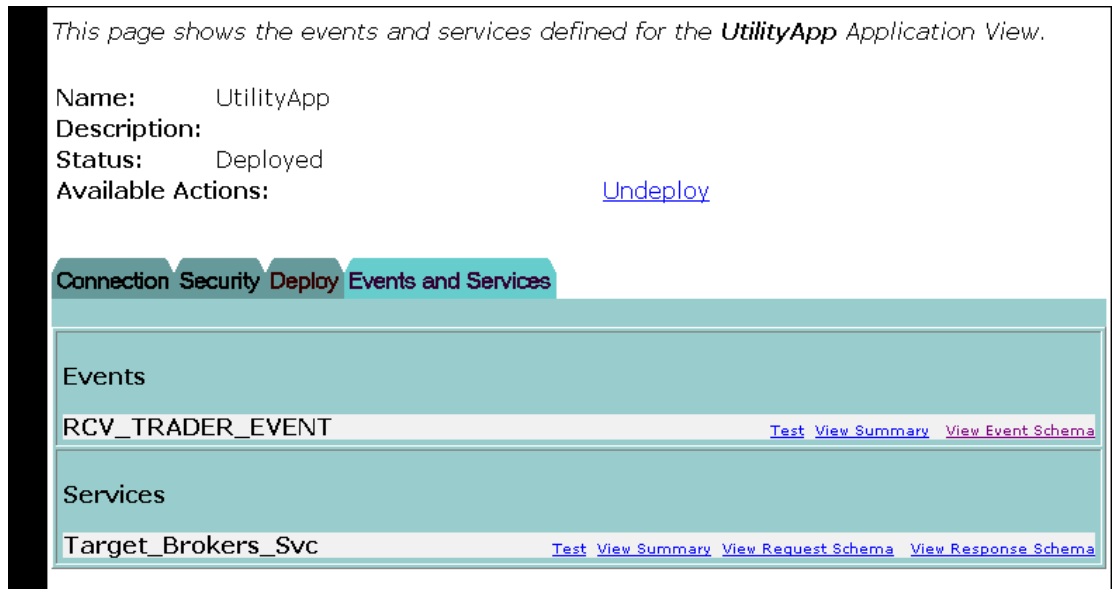 This page shows the events and services defined for the UtilityApp Application View.
Name: UtilityApp
Description:
Status: Deployed
Available Actions: Undeploy
Connection Security Deploy Events and Services
Events
RCV_TRADER_EVENT Test View Summary View Event Schema
Services
Target_Brokers_Svc Test View Summary View Request Schema View Response Schema